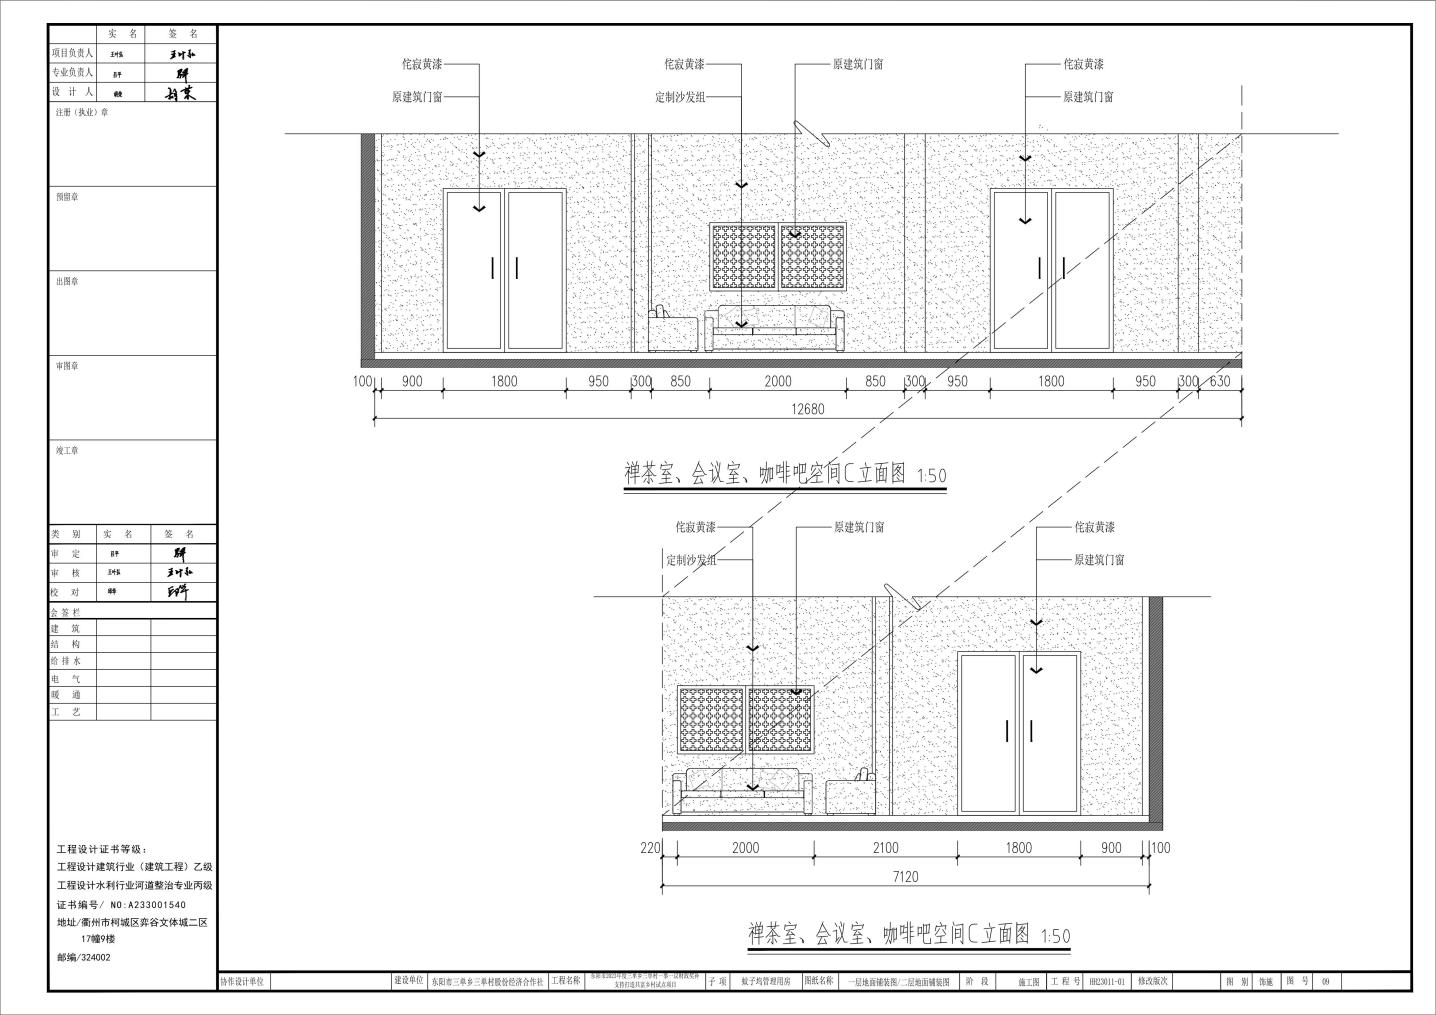 实 名 签 名
项目负责人
专业负责人
设 计 人
注册（执业）章
预留章
出图章
审图章
竣工章
类 别 实 名 签 名
审 定
审 核
校 对
会签栏
建 筑
结 构
给排水
电 气
暖 通
工 艺
工程设计证书等级：
工程设计建筑行业（建筑工程）乙级
工程设计水利行业河道整治专业丙级
证书编号/ NO:A233001540
地址/衢州市柯城区弈谷文体城二区
17幢9楼
邮编/324002
侘寂黄漆 侘寂黄漆 原建筑门窗 侘寂黄漆
原建筑门窗 定制沙发组 原建筑门窗
100 900 1800 950 300 850 2000 850 300 950 1800 950 300 630
12680
禅茶室、会议室、咖啡吧空间C立面图 1:50
侘寂黄漆 原建筑门窗 侘寂黄漆
定制沙发组 原建筑门窗
220 2000 2100 1800 900 100
7120
禅茶室、会议室、咖啡吧空间C立面图 1:50
协作设计单位 建设单位 东阳市三单乡三单村股份经济合作社 工程名称 子 项 蚊子坞管理用房 图纸名称 一层地面铺装图/二层地面铺装图 阶 段 施工图 工 程 号 HH23011-01 修改版次 图 别 饰施 图 号 09